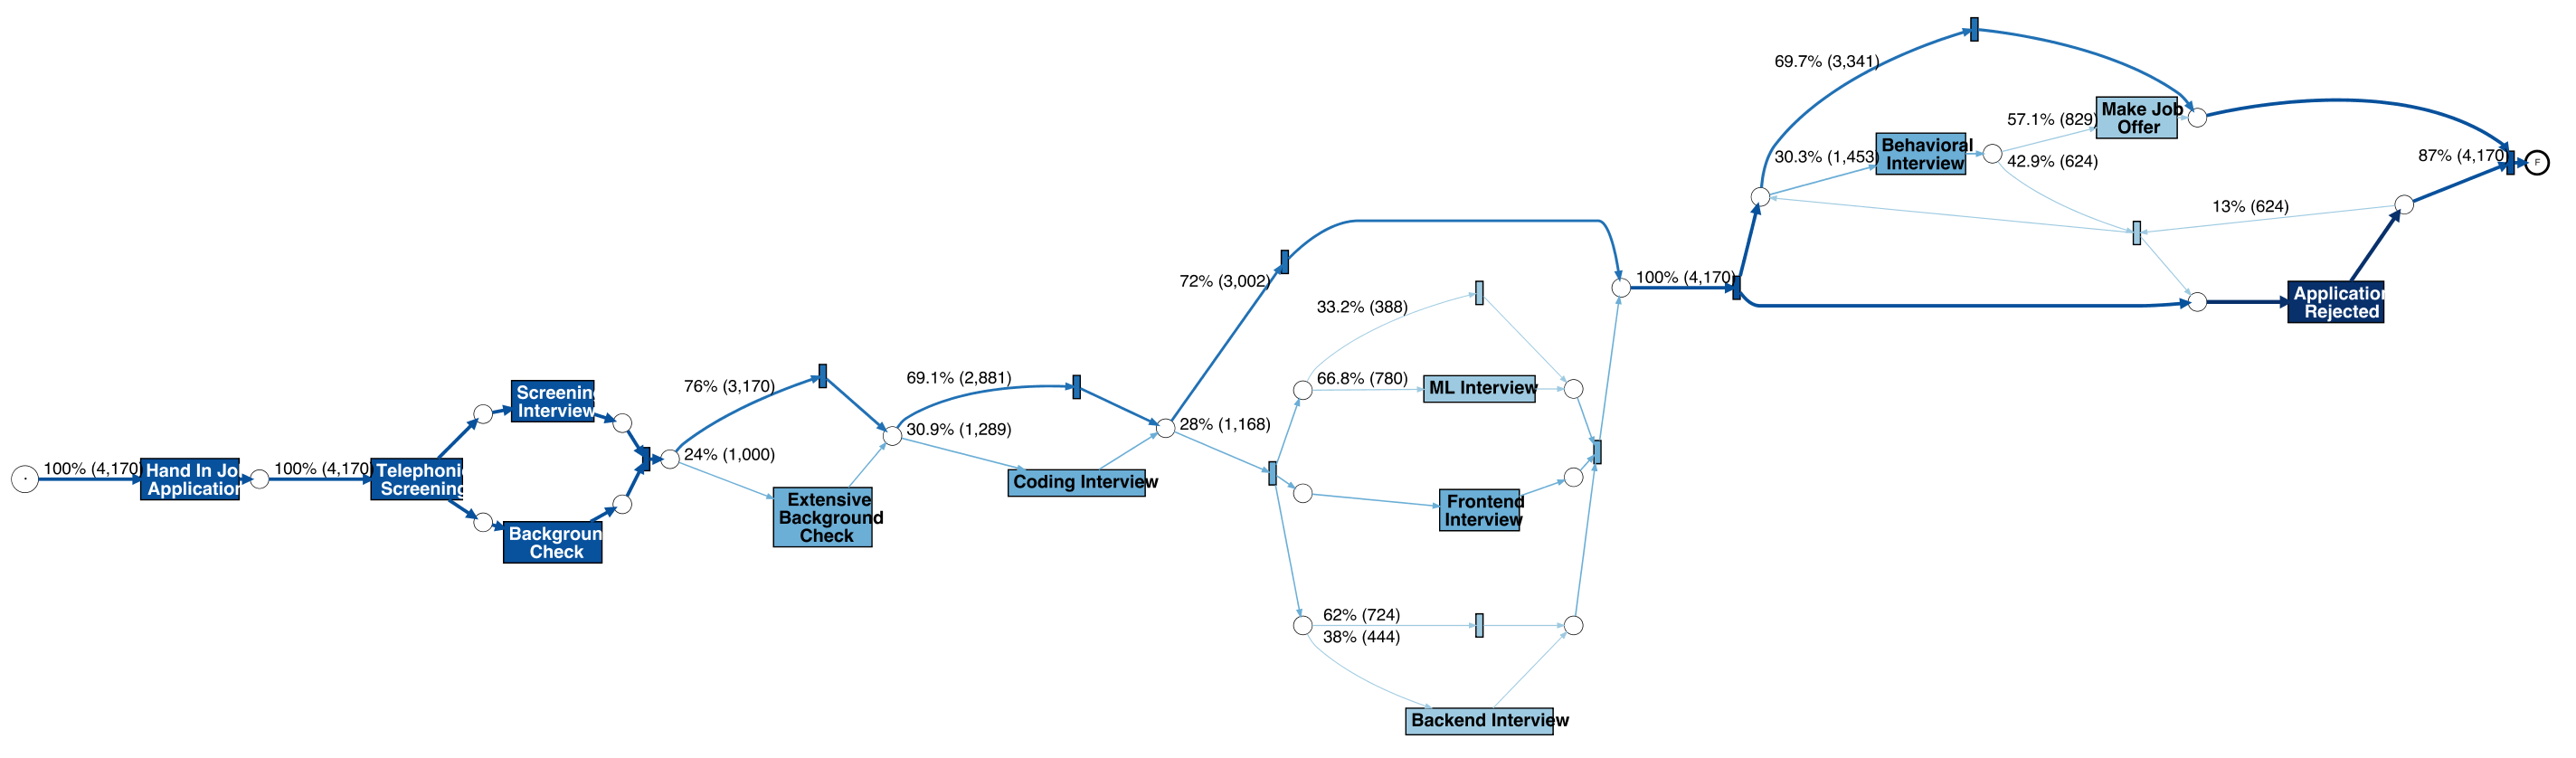 100% (4,170)
Hand In Jo
Application
100% (4,170)
Telephonic
Screening
Screenin
Interview
Backgroun
Check
76% (3,170)
24% (1,000)
Extensive
Background
Check
69.1% (2,881)
30.9% (1,289)
Coding Interview
72% (3,002)
28% (1,168)
33.2% (388)
66.8% (780)
ML Interview
Frontend
Interview
62% (724)
38% (444)
Backend Interview
100% (4,170)
69.7% (3,341)
30.3% (1,453)
Behavioral
Interview
57.1% (829)
42.9% (624)
Make Job
Offer
13% (624)
Application
Rejected
87% (4,170)
F